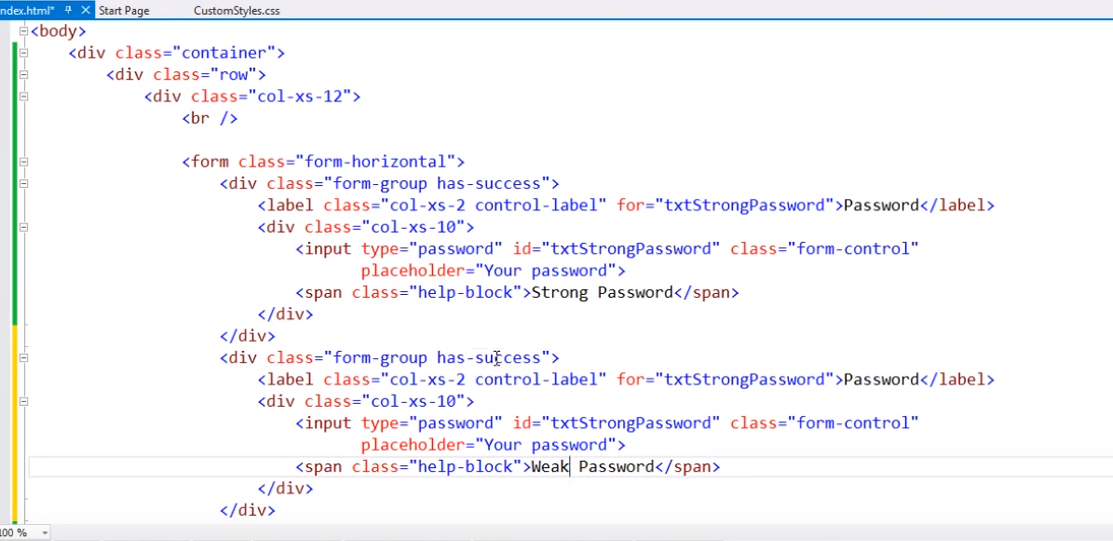 ndex.html* Start Page CustomStyles.css
<body>
<div class="container">
<div class="row">
<div class="col-xs-12">
<br />
<form class="form-horizontal">
<div class="form-group has-success">
<label class="col-xs-2 control-label" for="txtStrongPassword">Password</label>
<div class="col-xs-10">
<input type="password" id="txtStrongPassword" class="form-control"
placeholder="Your password">
<span class="help-block">Strong Password</span>
</div>
</div>
<div class="form-group has-success">
<label class="col-xs-2 control-label" for="txtStrongPassword">Password</label>
<div class="col-xs-10">
<input type="password" id="txtStrongPassword" class="form-control"
placeholder="Your password">
<span class="help-block">Weak Password</span>
</div>
</div>
100 %